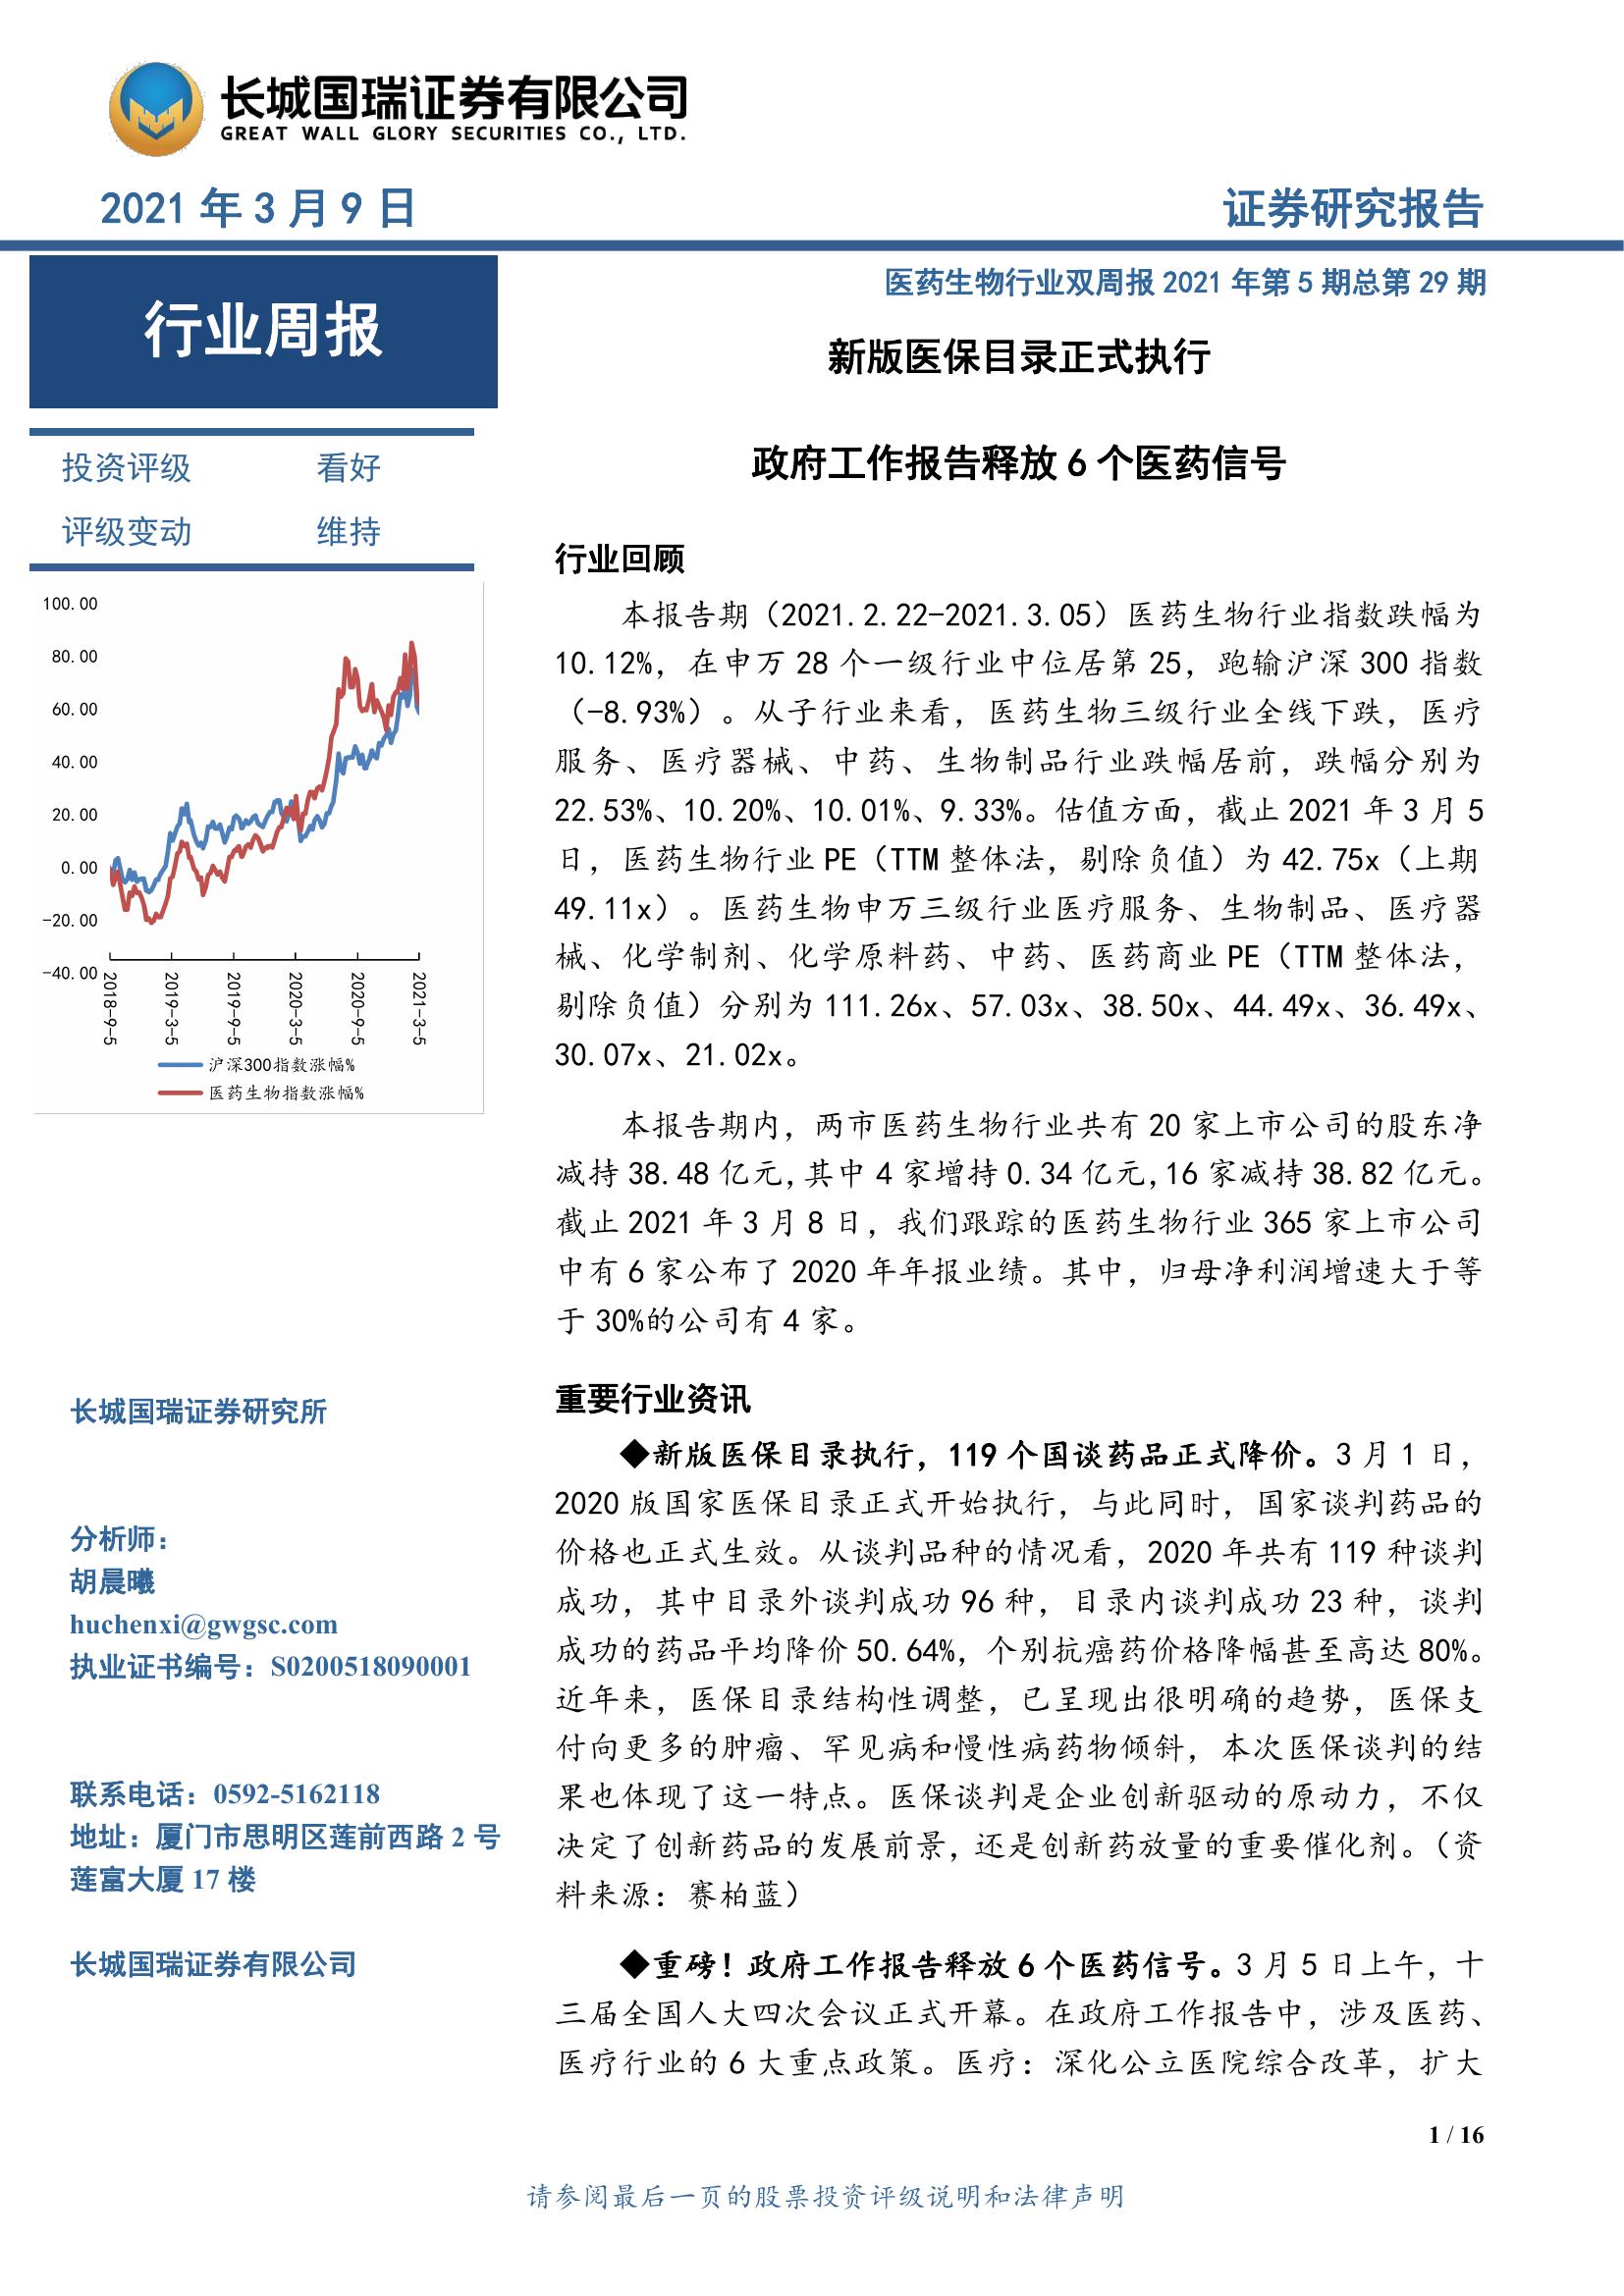 长城国瑞证券有限公司
GREAT WALL GLORY SECURITIES CO., LTD.
2021 年 3 月 9 日
证券研究报告
行业周报
投资评级 看好
评级变动 维持
100.00
80.00
60.00
40.00
20.00
0.00
-20.00
-40.00
2018-9-5
2019-3-5
2019-9-5
2020-3-5
2020-9-5
2021-3-5
沪深300指数涨幅%
医药生物指数涨幅%
长城国瑞证券研究所
分析师：
胡晨曦
huchenxi@gwgsc.com
执业证书编号：S0200518090001
联系电话：0592-5162118
地址：厦门市思明区莲前西路 2 号
莲富大厦 17 楼
长城国瑞证券有限公司
医药生物行业双周报 2021 年第 5 期总第 29 期
新版医保目录正式执行
政府工作报告释放 6 个医药信号
行业回顾
本报告期（2021.2.22-2021.3.05）医药生物行业指数跌幅为
10.12%，在申万 28 个一级行业中位居第 25，跑输沪深 300 指数
（-8.93%）。从子行业来看，医药生物三级行业全线下跌，医疗
服务、医疗器械、中药、生物制品行业跌幅居前，跌幅分别为
22.53%、10.20%、10.01%、9.33%。估值方面，截止 2021 年 3 月 5
日，医药生物行业 PE（TTM 整体法，剔除负值）为 42.75x（上期
49.11x）。医药生物申万三级行业医疗服务、生物制品、医疗器
械、化学制剂、化学原料药、中药、医药商业 PE（TTM 整体法，
剔除负值）分别为 111.26x、57.03x、38.50x、44.49x、36.49x、
30.07x、21.02x。
本报告期内，两市医药生物行业共有 20 家上市公司的股东净
减持 38.48 亿元，其中 4 家增持 0.34 亿元，16 家减持 38.82 亿元。
截止 2021 年 3 月 8 日，我们跟踪的医药生物行业 365 家上市公司
中有 6 家公布了 2020 年年报业绩。其中，归母净利润增速大于等
于 30%的公司有 4 家。
重要行业资讯
◆新版医保目录执行，119 个国谈药品正式降价。3 月 1 日，
2020 版国家医保目录正式开始执行，与此同时，国家谈判药品的
价格也正式生效。从谈判品种的情况看，2020 年共有 119 种谈判
成功，其中目录外谈判成功 96 种，目录内谈判成功 23 种，谈判
成功的药品平均降价 50.64%，个别抗癌药价格降幅甚至高达 80%。
近年来，医保目录结构性调整，已呈现出很明确的趋势，医保支
付向更多的肿瘤、罕见病和慢性病药物倾斜，本次医保谈判的结
果也体现了这一特点。医保谈判是企业创新驱动的原动力，不仅
决定了创新药品的发展前景，还是创新药放量的重要催化剂。（资
料来源：赛柏蓝）
◆重磅！政府工作报告释放 6 个医药信号。3 月 5 日上午，十
三届全国人大四次会议正式开幕。在政府工作报告中，涉及医药、
医疗行业的 6 大重点政策。医疗：深化公立医院综合改革，扩大
1 / 16
请参阅最后一页的股票投资评级说明和法律声明